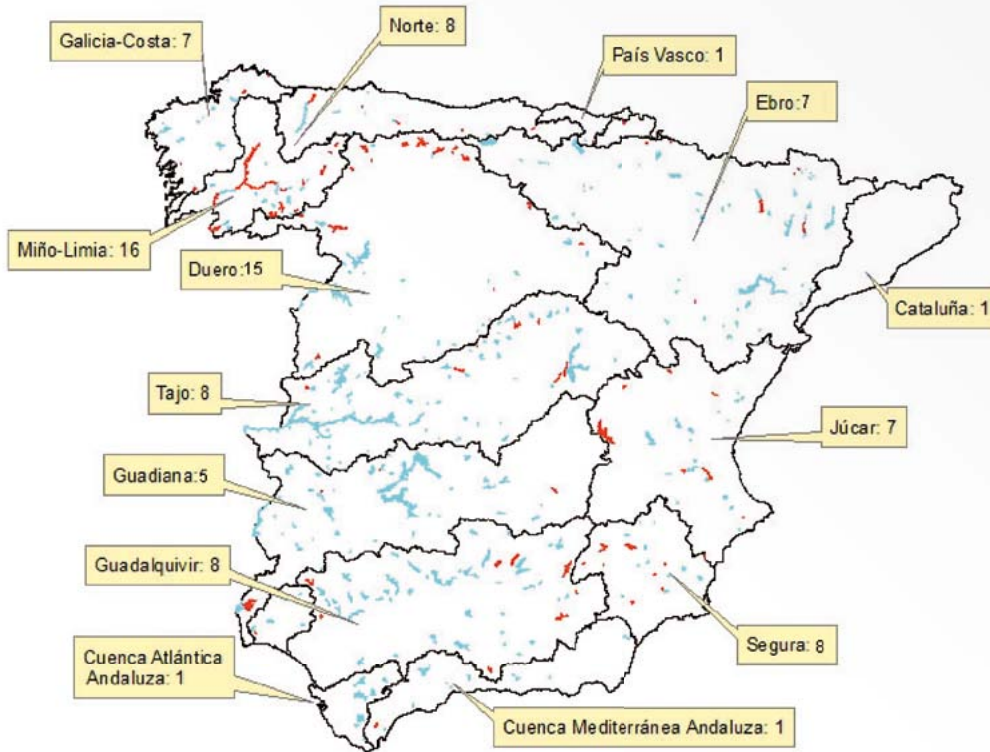 Norte: 8
Galicia-Costa: 7
País Vasco: 1
Ebro:7
Miño-Limia: 16
Duero:15
Cataluña: 1
Tajo: 8
Júcar: 7
Guadiana:5
Guadalquivir: 8
Segura: 8
Cuenca Atlántica
Andaluza: 1
Cuenca Mediterránea Andaluza: 1